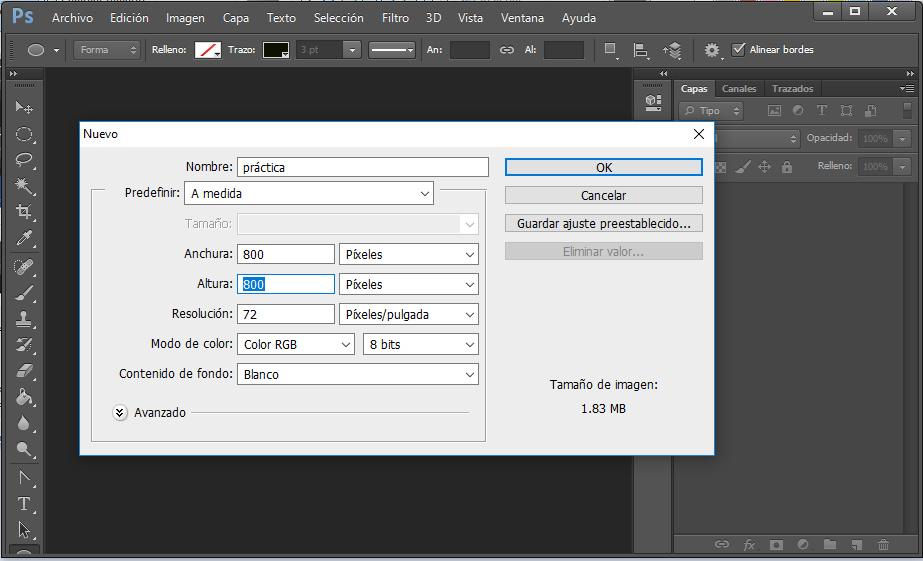 Ps Archivo Edición Imagen Capa Texto Selección Filtro 3D Vista Ventana Ayuda
Forma Relleno: Trazo: 3 pt An: Al: Alinear bordes
Capas Canales Trazados
Tipo
Opacidad: 100%
Relleno: 100%
Nuevo
Nombre: práctica OK
Predefinir: A medida Cancelar
Tamaño: Guardar ajuste preestablecido...
Anchura: 800 Píxeles Eliminar valor...
Altura: 800 Píxeles
Resolución: 72 Píxeles/pulgada
Modo de color: Color RGB 8 bits
Contenido de fondo: Blanco Tamaño de imagen:
Avanzado 1.83 MB
T
fx